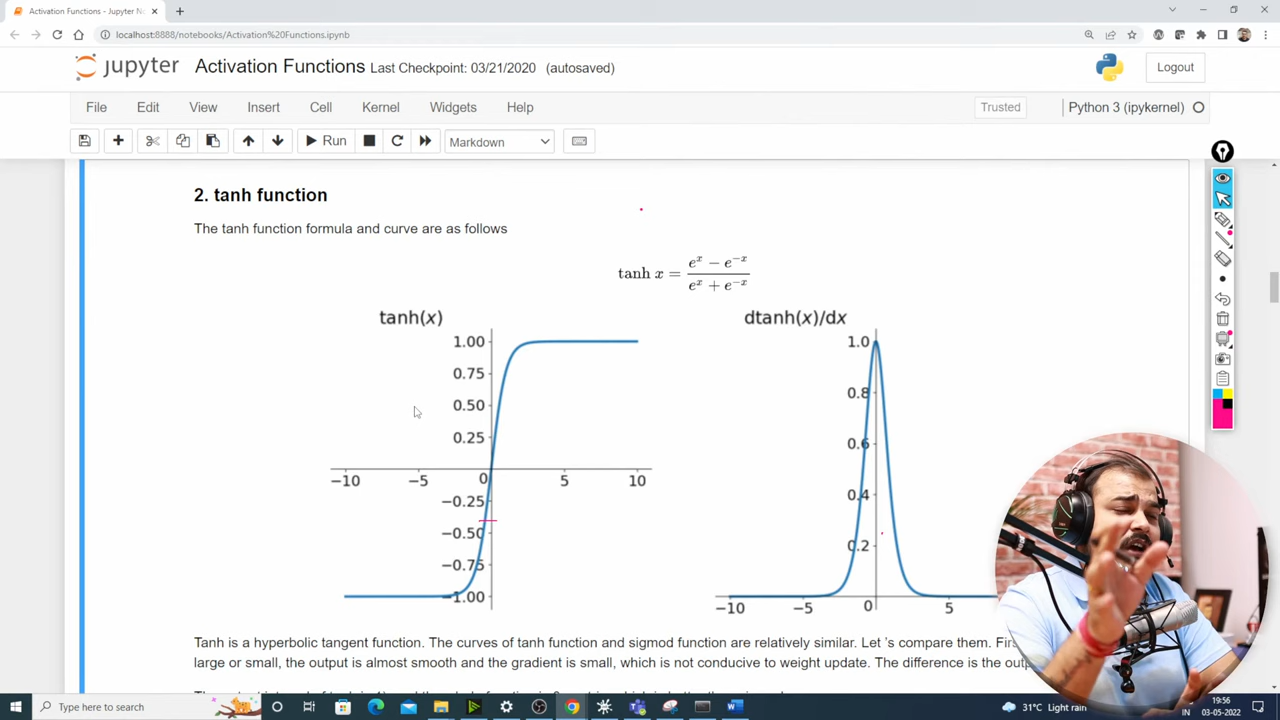 Activation Functions - Jupyter N
localhost:8888/notebooks/Activation%20Functions.ipynb
jupyter Activation Functions Last Checkpoint: 03/21/2020 (autosaved) Logout
File Edit View Insert Cell Kernel Widgets Help Trusted Python 3 (ipykernel)
Run Markdown
2. tanh function
The tanh function formula and curve are as follows
tanh x = \frac{e^x − e^{−x}}{e^x + e^{−x}}
tanh(x) dtanh(x)/dx
1.00 1.0
0.75
0.50 0.8
0.25 0.6
−10 −5 0 5 10
−0.25 0.4
−0.50 0.2
−0.75
−1.00
−10 −5 0 5
Tanh is a hyperbolic tangent function. The curves of tanh function and sigmod function are relatively similar. Let 's compare them.
large or small, the output is almost smooth and the gradient is small, which is not conducive to weight update. The difference is the
Type here to search 31°C Light rain IN 19:56
03-05-2022